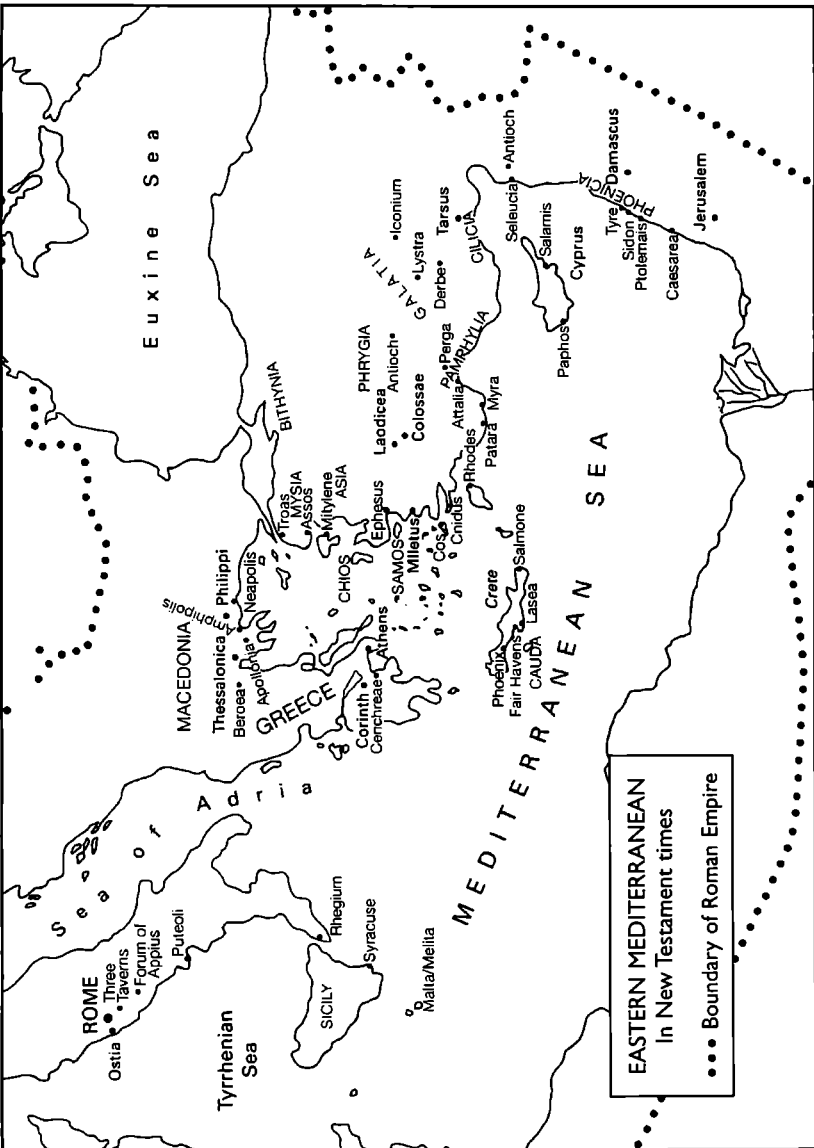 Euxine Sea
MACEDONIA
Philippi
Neapolis
Amphipolis
Thessalonica
Apollonia
Beroea
GREECE
Athens
Corinth
Cenchreae
Sea of Adria
ROME
Three
Taverns
Forum of
Appius
Ostia
Puteoli
Tyrrhenian
Sea
Rhegium
SICILY
Syracuse
Malta/Melita
BITHYNIA
Troas
MYSIA
Assos
Mitylene
ASIA
CHIOS
Ephesus
SAMOS
Miletus
Cos
Cnidus
Rhodes
Patara
Myra
Laodicea
Colossae
PHRYGIA
Antioch
GALATIA
Iconium
Lystra
Derbe
Perga
PAMPHYLIA
Attalia
CILICIA
Tarsus
Antioch
Seleucia
Salamis
Cyprus
Paphos
PHOENICIA
Damascus
Tyre
Sidon
Ptolemais
Caesarea
Jerusalem
Crete
Salmone
Lasea
Phoenix
Fair Havens
CAUDA
MEDITERRANEAN SEA
EASTERN MEDITERRANEAN
In New Testament times
Boundary of Roman Empire